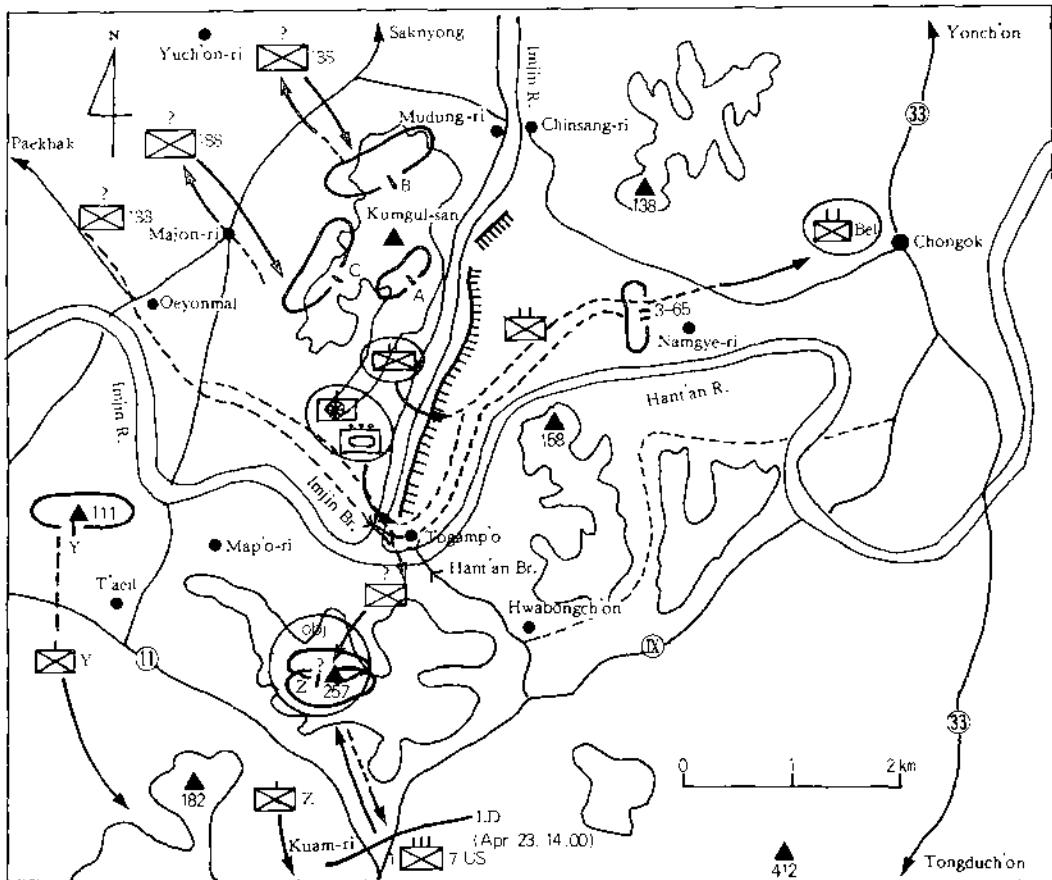 N
?
Yuch'on-ri
Saknyong
Imjin R.
Yonch'on
33
Mudung-ri
Chinsang-ri
?
Paekhak
B
138
?
Kumgul-san
Bel
Majon-ri
Chongok
C
A
3-65
Oeyonmal
Namgye-ri
Imjin R.
Hant'an R.
158
111
Y
Imjin Br.
Map'o-ri
Togamp'o
Hant'an Br.
T'aeil
?
Hwabongch'on
Obj
11
IX
Y
?
Z
257
33
0 1 2 km
182
Z
LD
(Apr 23. 14.00)
Kuam-ri
1
7 US
412
Tongduch'on